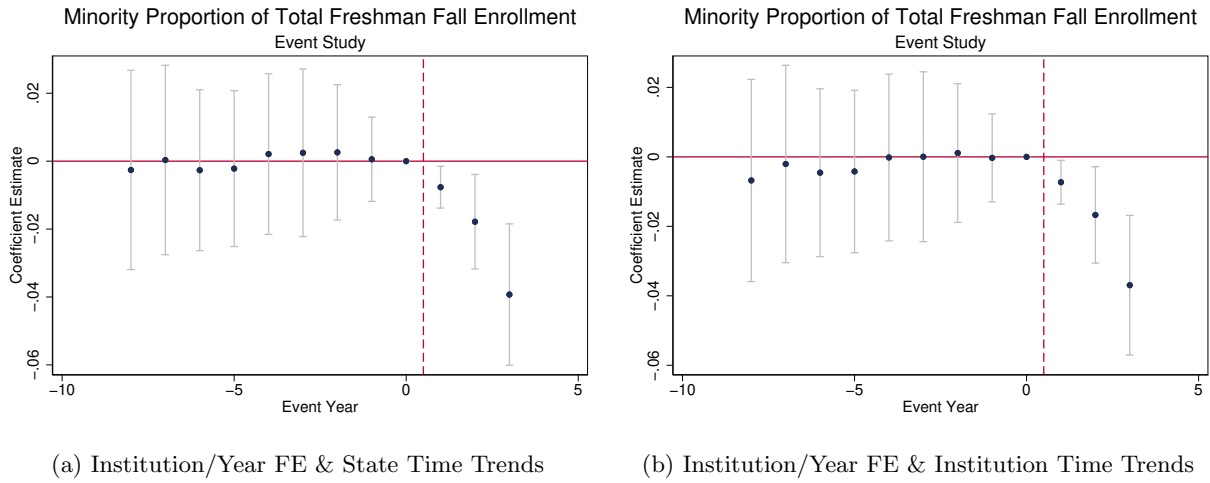 Minority Proportion of Total Freshman Fall Enrollment
Event Study
Coefficient Estimate
.02
0
-.02
-.04
-.06
-10
-5
0
5
Event Year
(a) Institution/Year FE & State Time Trends
Minority Proportion of Total Freshman Fall Enrollment
Event Study
Coefficient Estimate
.02
0
-.02
-.04
-.06
-10
-5
0
5
Event Year
(b) Institution/Year FE & Institution Time Trends